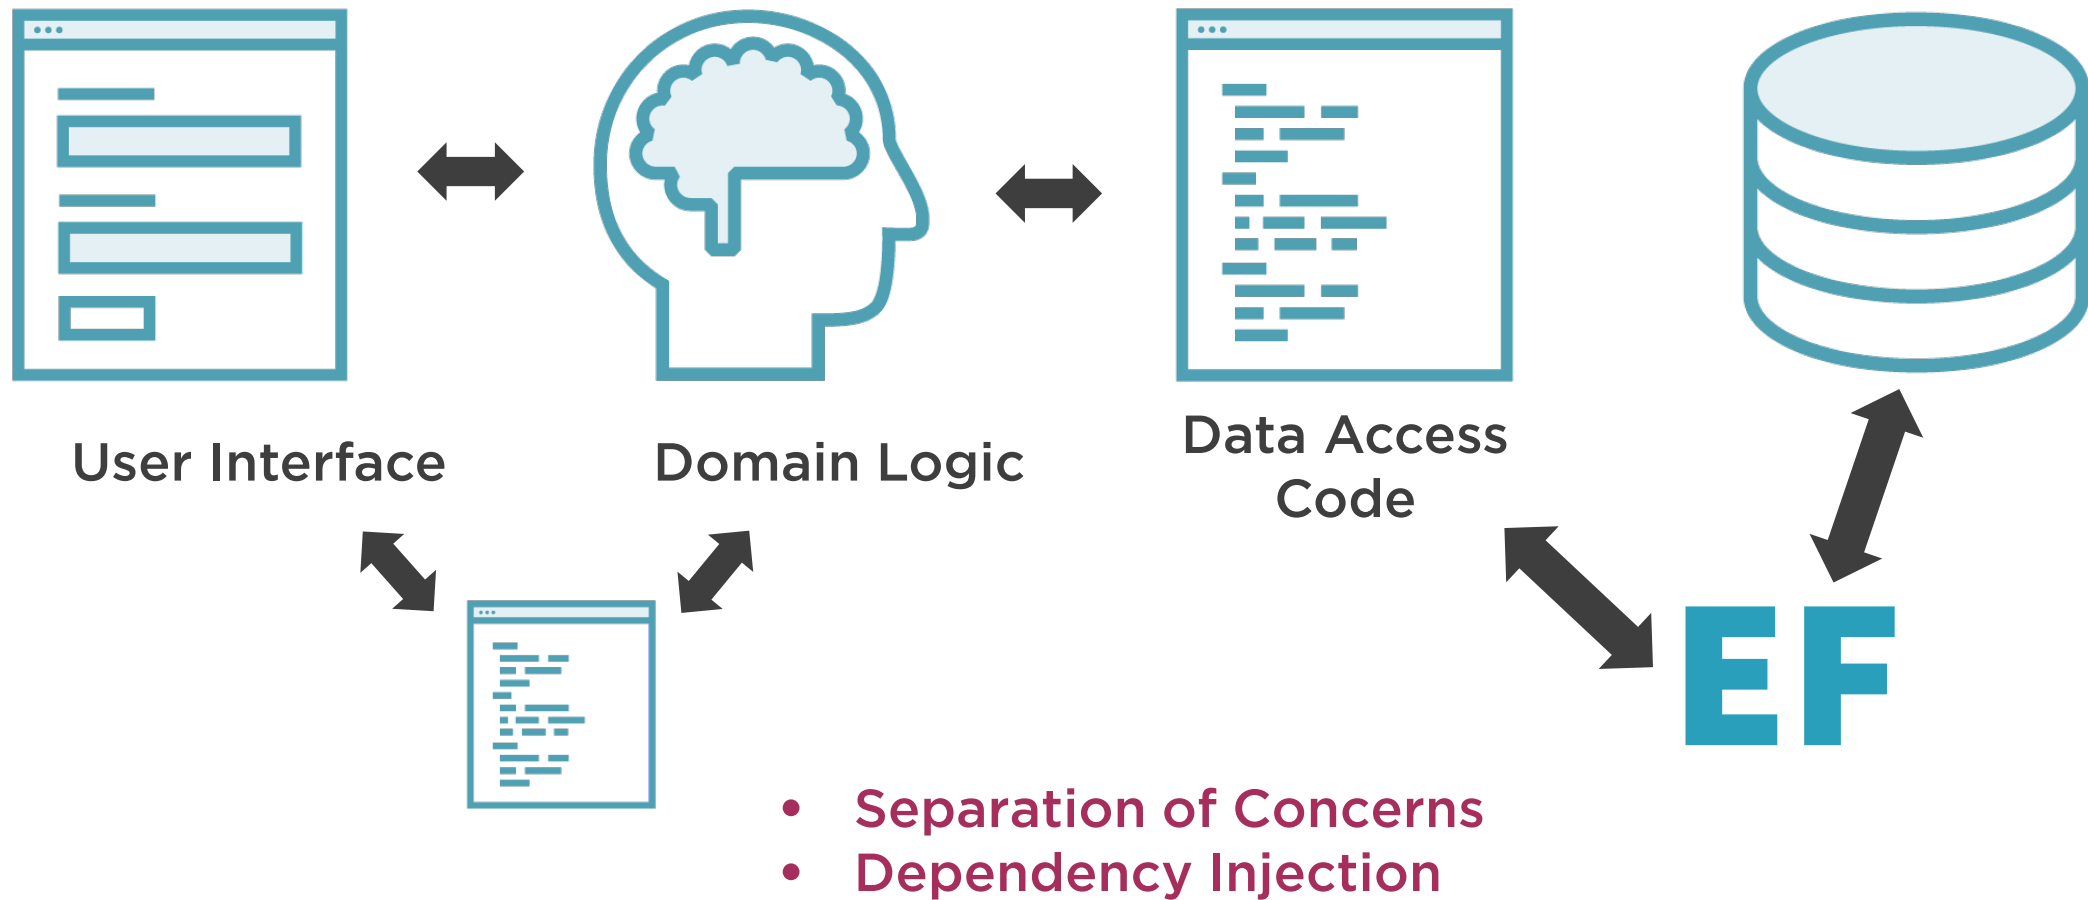 User Interface
Domain Logic
Data Access
Code
EF
• Separation of Concerns
• Dependency Injection